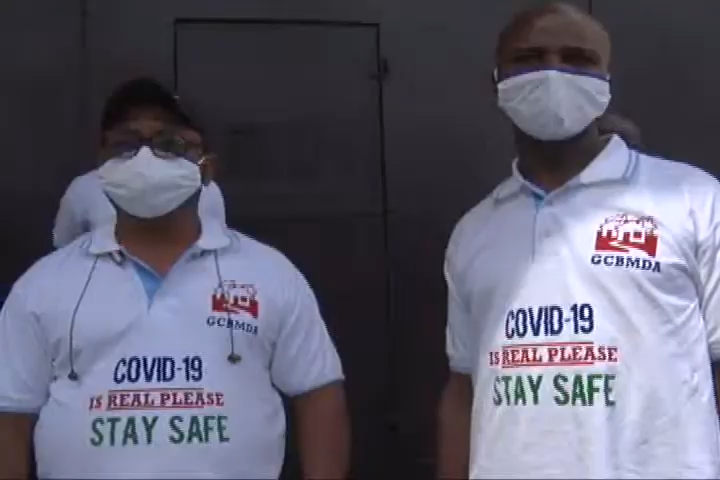 GCBMDA
COVID-19
IS REAL PLEASE
STAY SAFE
GCBMDA
COVID-19
IS REAL PLEASE
STAY SAFE